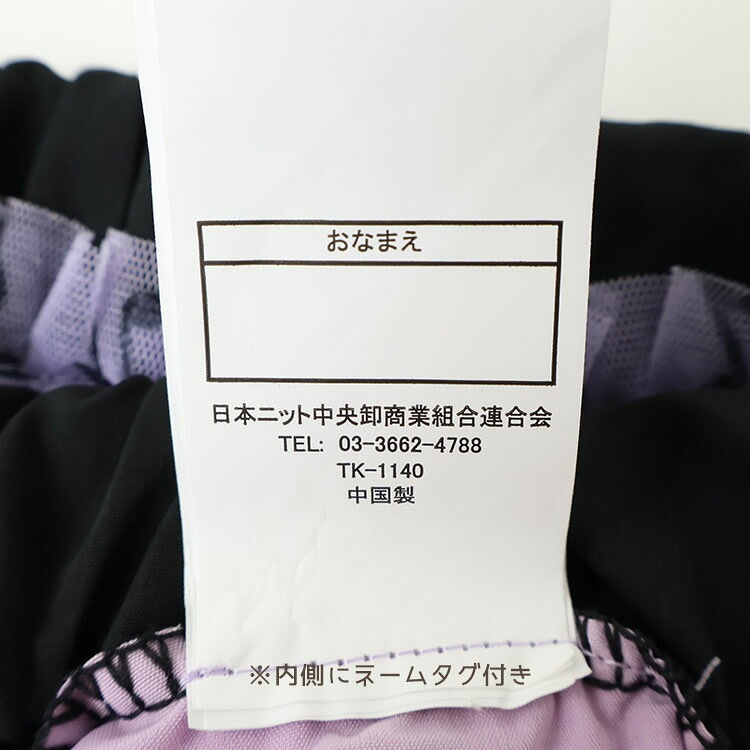 おなまえ
日本ニット中央卸商業組合連合会
TEL: 03-3662-4788
TK-1140
中国製
※内側にネームタグ付き